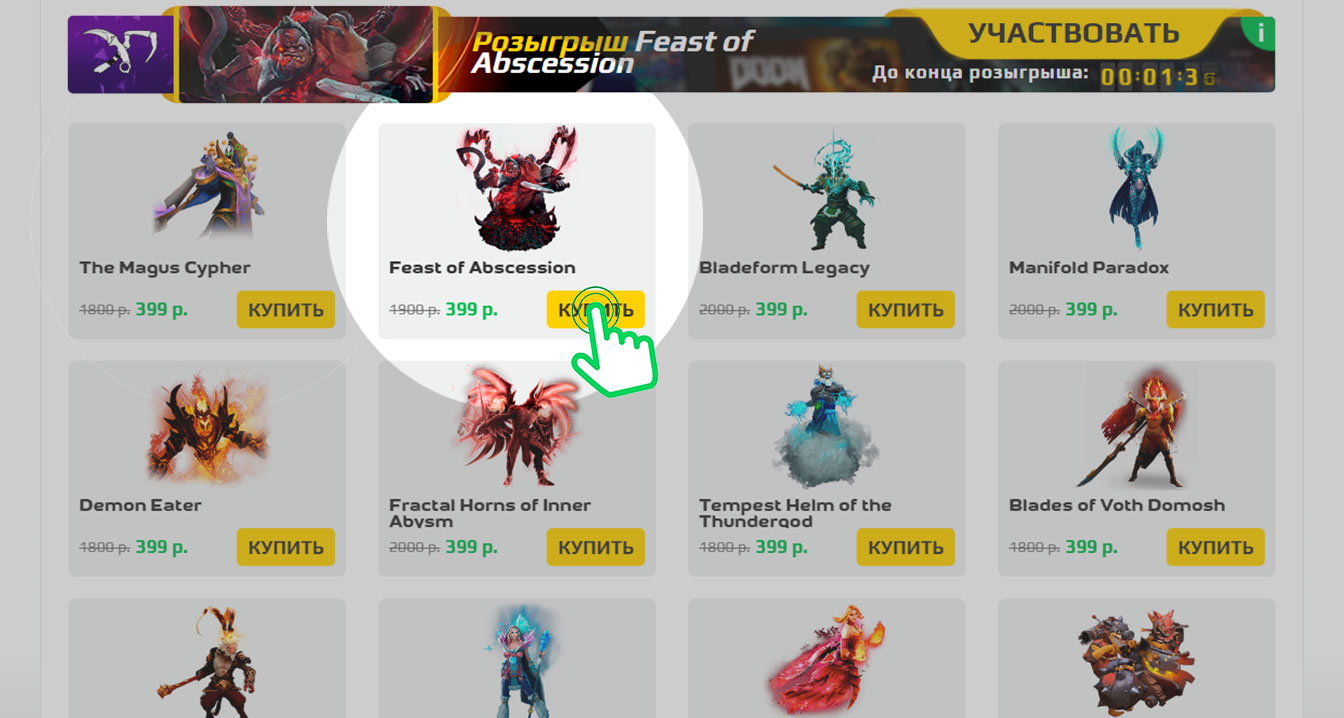 Розыгрыш Feast of
Abscession
УЧАСТВОВАТЬ
i
До конца розыгрыша: 00:01:3
DOOM
The Magus Cypher
1800 р. 399 р. КУПИТЬ
Feast of Abscession
1900 р. 399 р. КУПИТЬ
Bladeform Legacy
2000 р. 399 р. КУПИТЬ
Manifold Paradox
2000 р. 399 р. КУПИТЬ
Demon Eater
1800 р. 399 р. КУПИТЬ
Fractal Horns of Inner
Abysm
2000 р. 399 р. КУПИТЬ
Tempest Helm of the
Thundergod
1800 р. 399 р. КУПИТЬ
Blades of Voth Domosh
1800 р. 399 р. КУПИТЬ